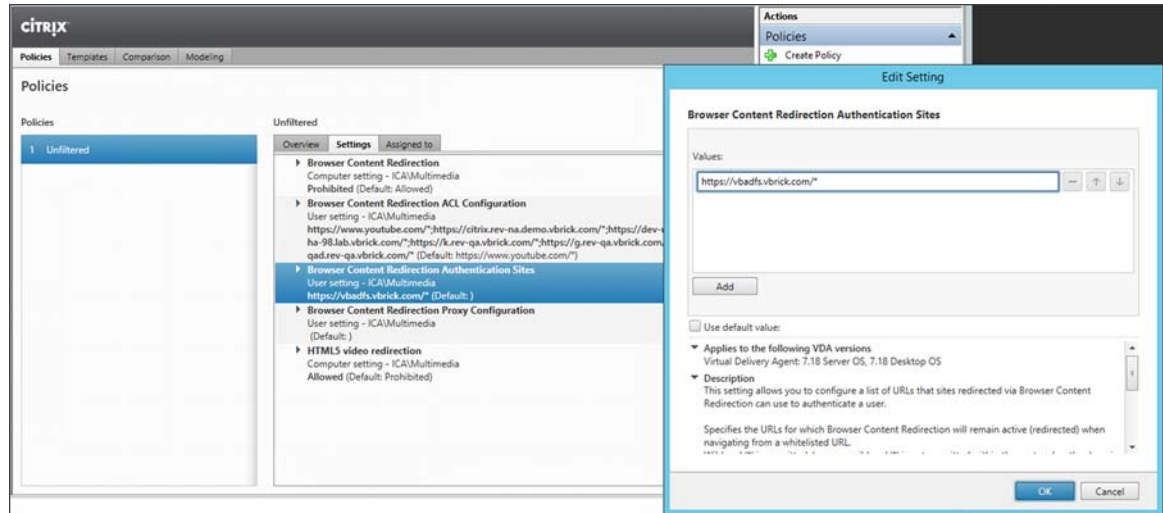 CİTRIX
Actions
Policies
Create Policy
Policies Templates Comparison Modeling
Policies
Policies
1 Unfiltered
Unfiltered
Overview Settings Assigned to
Browser Content Redirection
Computer setting - ICA\Multimedia
Prohibited (Default: Allowed)
Browser Content Redirection ACL Configuration
User setting - ICA\Multimedia
https://www.youtube.com/*;https://citrix.rev-na.demo.vbrick.com/*;https://dev-
ha-98.lab.vbrick.com/*;https://k.rev-qa.vbrick.com/*;https://g.rev-qa.vbrick.com/
qad.rev-qa.vbrick.com/* (Default: https://www.youtube.com/*)
Browser Content Redirection Authentication Sites
User setting - ICA\Multimedia
https://vbadfs.vbrick.com/* (Default: )
Browser Content Redirection Proxy Configuration
User setting - ICA\Multimedia
(Default: )
HTML5 video redirection
Computer setting - ICA\Multimedia
Allowed (Default: Prohibited)
Edit Setting
Browser Content Redirection Authentication Sites
Values:
https://vbadfs.vbrick.com/*
Add
Use default value:
Applies to the following VDA versions
Virtual Delivery Agent: 7.18 Server OS, 7.18 Desktop OS
Description
This setting allows you to configure a list of URLs that sites redirected via Browser Content
Redirection can use to authenticate a user.
Specifies the URLs for which Browser Content Redirection will remain active (redirected) when
navigating from a whitelisted URL.
OK Cancel